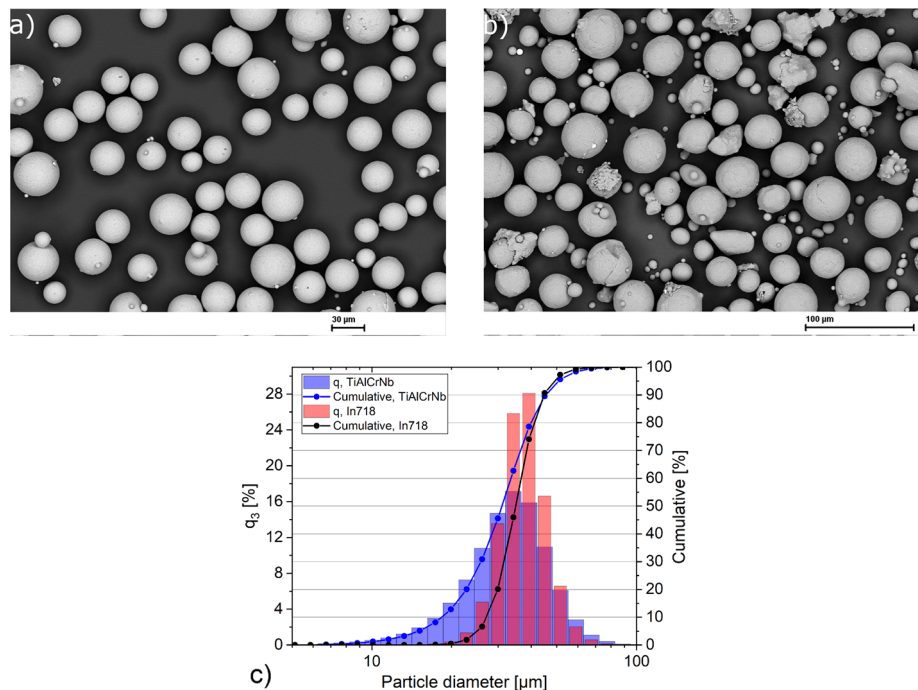 a)
b)
30 µm
100 µm
q, TiAlCrNb
Cumulative, TiAlCrNb
q, In718
Cumulative, In718
28
24
20
16
12
8
4
0
q₃ [%]
100
90
80
70
60
50
40
30
20
10
0
Cumulative [%]
10
100
Particle diameter [µm]
c)